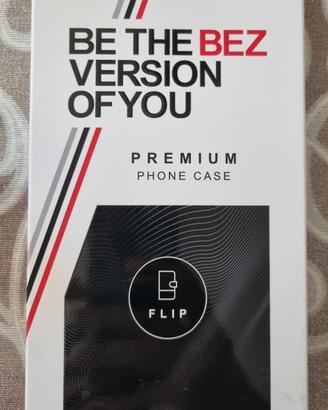 BE THE BEZ
VERSION
OF YOU
PREMIUM
PHONE CASE
FLIP